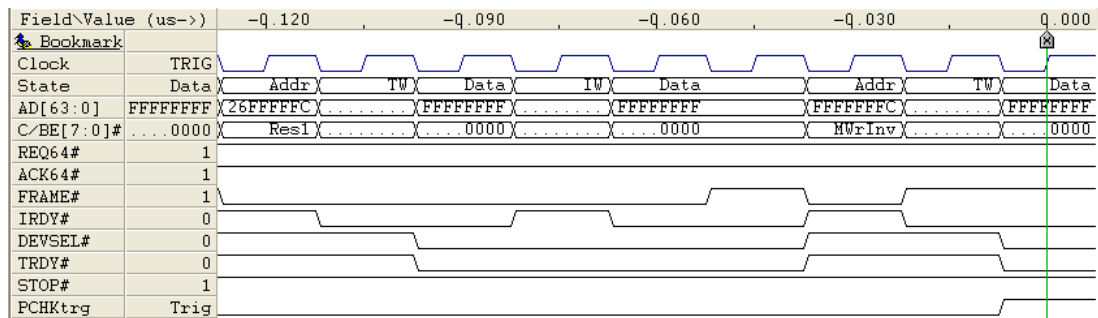 Field\Value (us->) -0.120 -0.090 -0.060 -0.030 0.000
Bookmark
Clock TRIG
State Data Addr TW Data IW Data Addr TW Data
AD[63:0] FFFFFFFF 26FFFFFC ........ FFFFFFFF ........ FFFFFFFF FFFFFFFC ........ FFFFFFFF
C/BE[7:0]# ....0000 Res1 ........ ....0000 ........ ....0000 MWrInv ........ ....0000
REQ64# 1
ACK64# 1
FRAME# 1
IRDY# 0
DEVSEL# 0
TRDY# 0
STOP# 1
PCHKtrg Trig